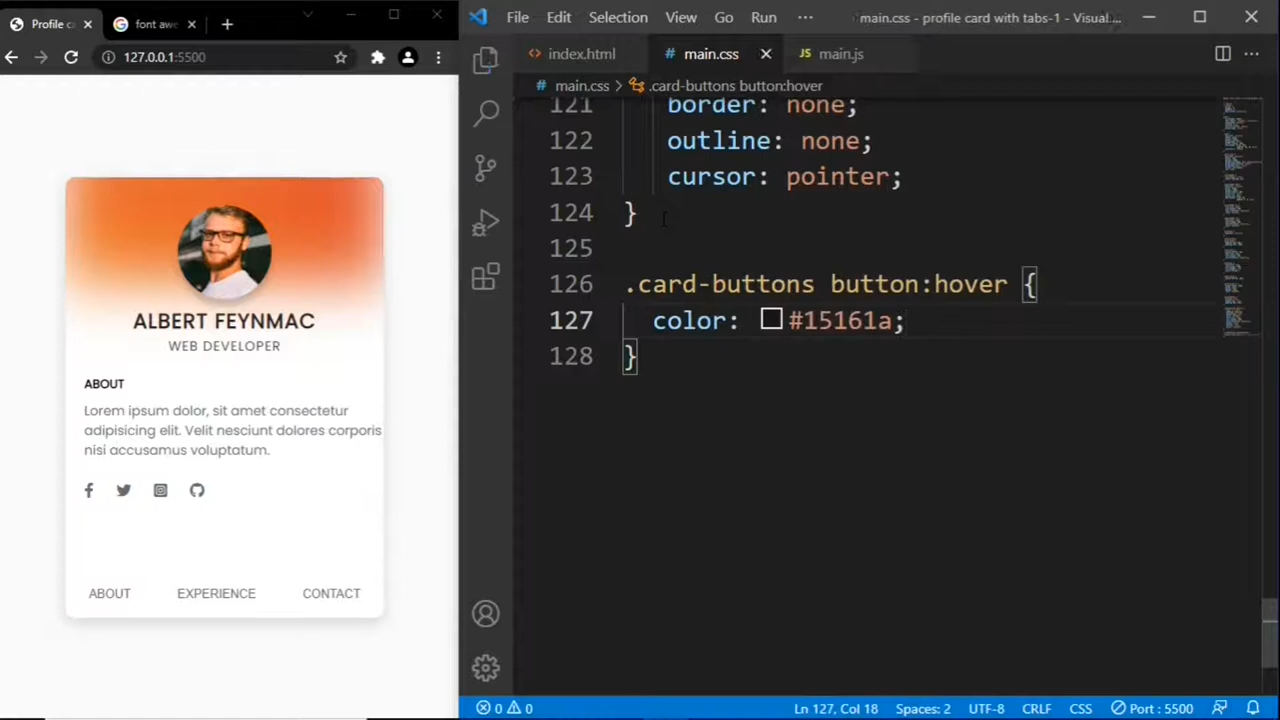 Profile c
font awe
127.0.0.1:5500
ALBERT FEYNMAC
WEB DEVELOPER
ABOUT
Lorem ipsum dolor, sit amet consectetur
adipisicing elit. Velit nesciunt dolores corporis
nisi accusamus voluptatum.
ABOUT EXPERIENCE CONTACT
File Edit Selection View Go Run ··· main.css - profile card with tabs-1 - Visual...
<> index.html # main.css JS main.js
# main.css > .card-buttons button:hover
121 border: none;
122 outline: none;
123 cursor: pointer;
124 }
125
126 .card-buttons button:hover {
127 color: #15161a;
128 }
0 0 Ln 127, Col 18 Spaces: 2 UTF-8 CRLF CSS Port : 5500